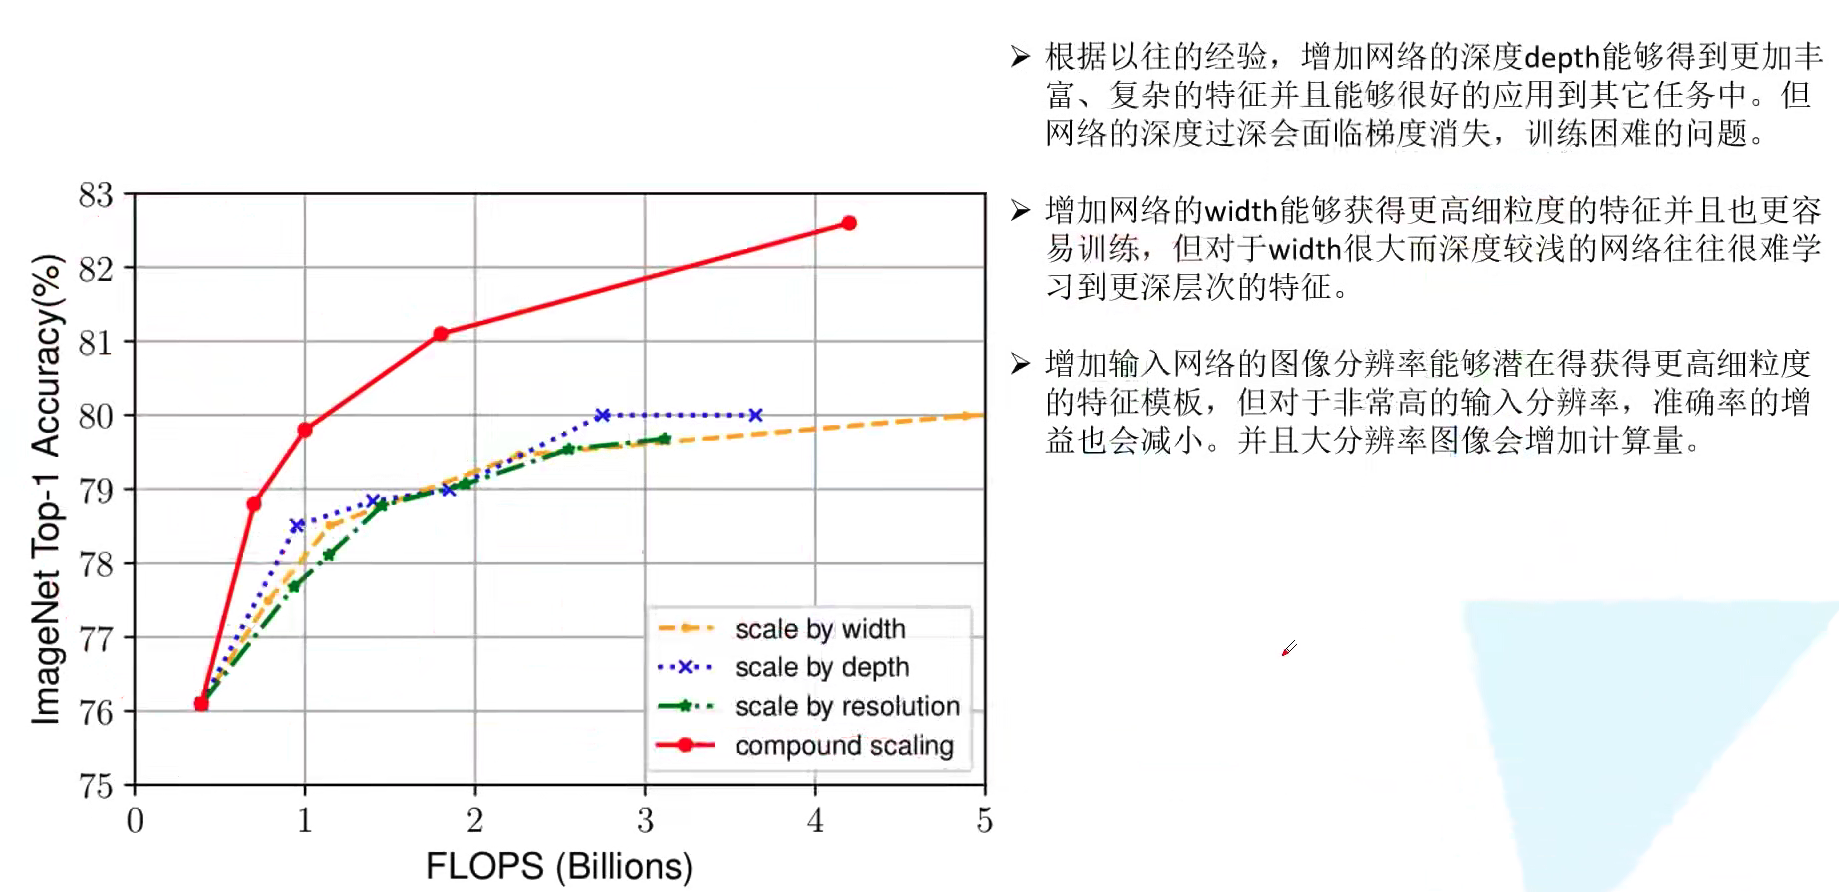 ➢ 根据以往的经验，增加网络的深度depth能够得到更加丰
富、复杂的特征并且能够很好的应用到其它任务中。但
网络的深度过深会面临梯度消失，训练困难的问题。
➢ 增加网络的width能够获得更高细粒度的特征并且也更容
易训练，但对于width很大而深度较浅的网络往往很难学
习到更深层次的特征。
➢ 增加输入网络的图像分辨率能够潜在得获得更高细粒度
的特征模板，但对于非常高的输入分辨率，准确率的增
益也会减小。并且大分辨率图像会增加计算量。
ImageNet Top-1 Accuracy(%)
83
82
81
80
79
78
77
76
75
scale by width
scale by depth
scale by resolution
compound scaling
0 1 2 3 4 5
FLOPS (Billions)